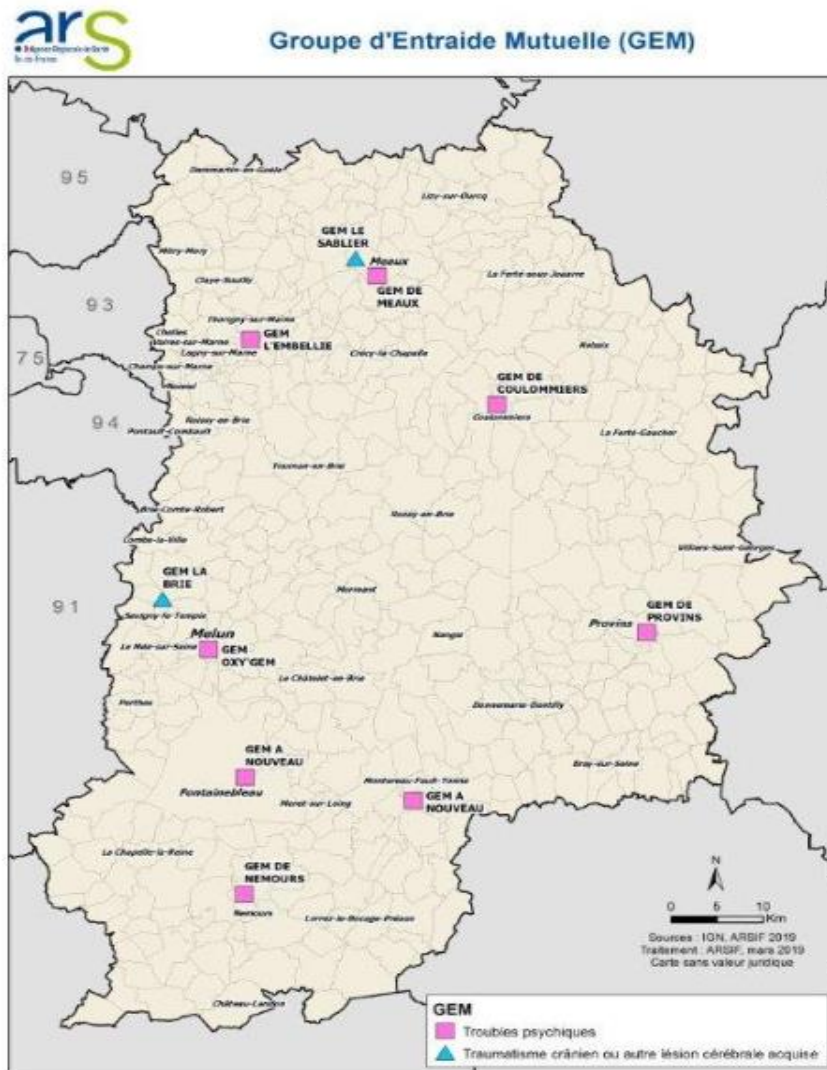 ars
Agence Régionale de Santé
Île-de-France
Groupe d'Entraide Mutuelle (GEM)
95
93
75
94
91
Dammartin-en-Goële
Lizy-sur-Ourcq
GEM LE
SABLIER
Mitry-Mory
Meaux
Claye-Souilly
La Ferté-sous-Jouarre
GEM DE
MEAUX
Thorigny-sur-Marne
Chelles
Vaires-sur-Marne
GEM
L'EMBELLIE
Lagny-sur-Marne
Crécy-la-Chapelle
Rebais
Champs-sur-Marne
GEM DE
COULOMMIERS
Coulommiers
Roissy-en-Brie
Pontault-Combault
La Ferté-Gaucher
Tournan-en-Brie
Brie-Comte-Robert
Rozay-en-Brie
Combs-la-Ville
Villiers-Saint-Georges
GEM LA
BRIE
Mormant
Savigny-le-Temple
GEM DE
PROVINS
Provins
Melun
Nangis
Le Mée-sur-Seine
GEM
OXY'GEM
Le Châtelet-en-Brie
Perthes
Donnemarie-Dontilly
Bray-sur-Seine
GEM A
NOUVEAU
Fontainebleau
Montereau-Fault-Yonne
GEM A
NOUVEAU
Moret-sur-Loing
La Chapelle-la-Reine
GEM DE
NEMOURS
Nemours
Lorrez-le-Bocage-Préaux
Château-Landon
N
0 5 10
Km
Sources : IGN, ARSIF 2019
Traitement : ARSIF, mars 2019
Carte sans valeur juridique
GEM
Troubles psychiques
Traumatisme crânien ou autre lésion cérébrale acquise